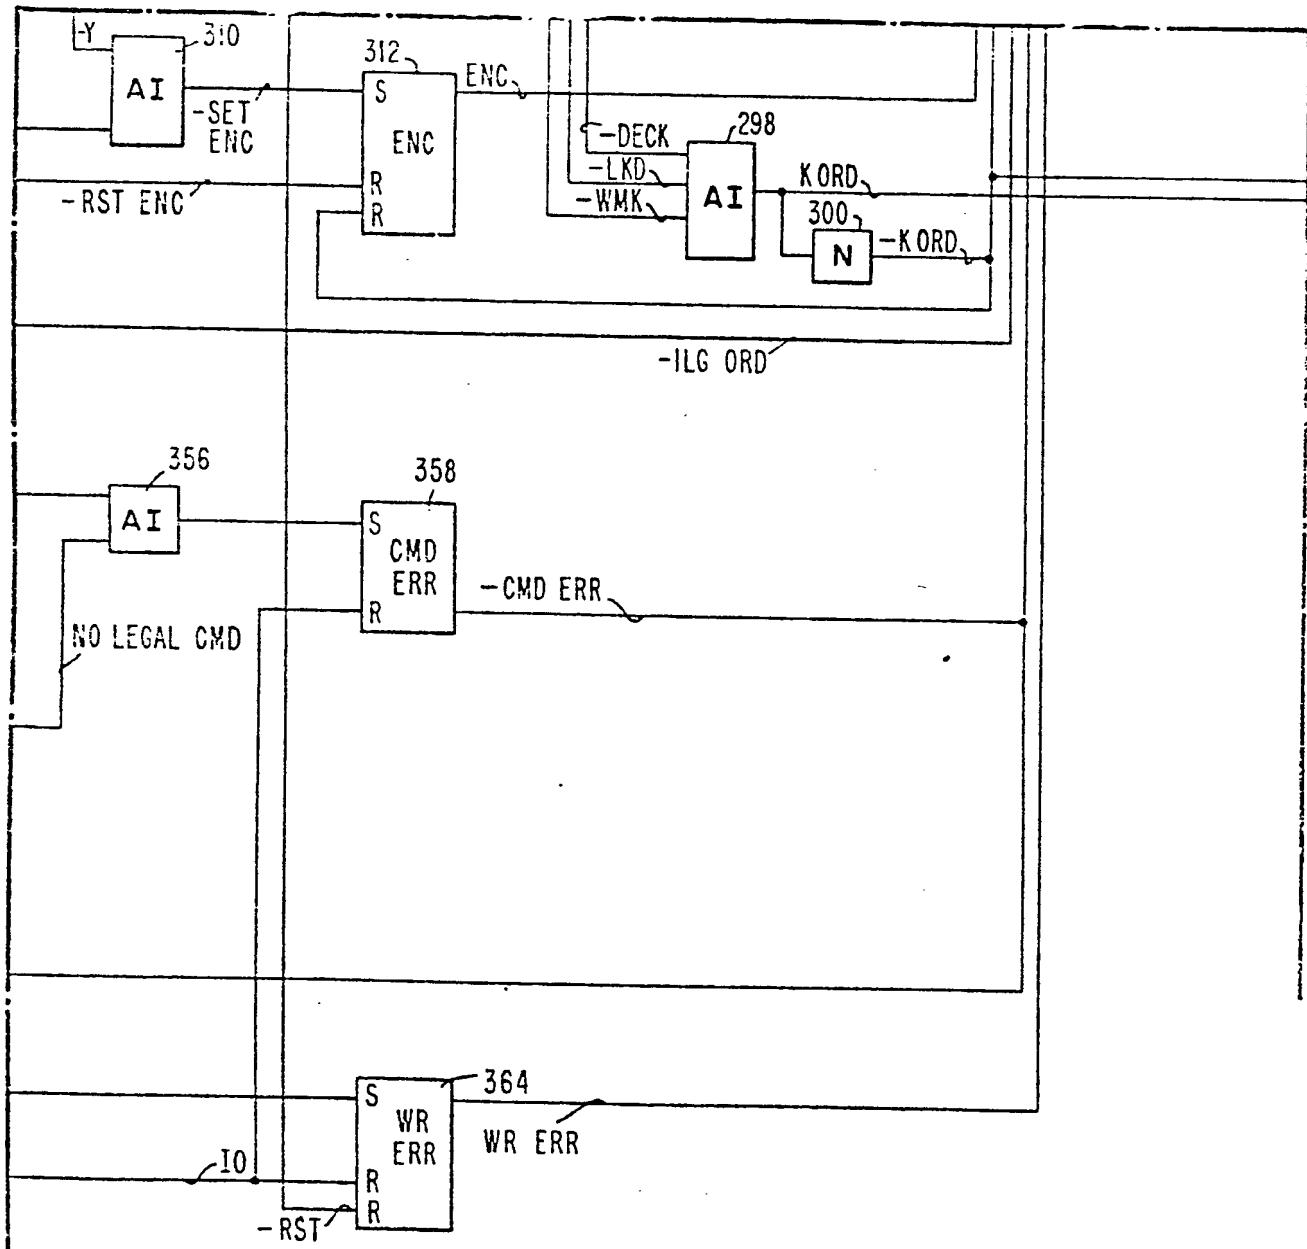 -Y
310
AI
-SET
ENC
312
S
ENC
R
R
ENC
-RST ENC
-DECK
-LKD
-WMK
298
AI
KORD
300
N
-KORD
-ILG ORD
356
AI
358
S
CMD
ERR
R
-CMD ERR
NO LEGAL CMD
364
S
WR
ERR
R
R
WR ERR
IO
-RST